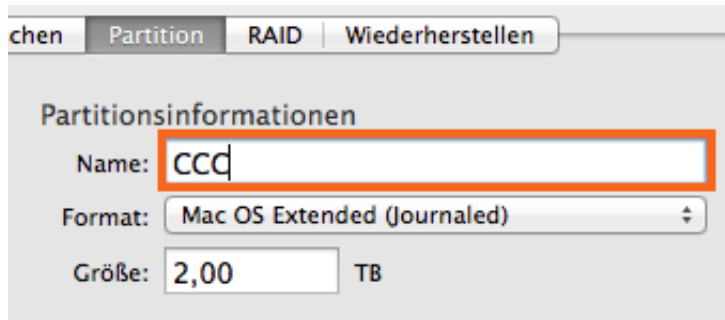 chen Partition RAID Wiederherstellen
Partitionsinformationen
Name: CCC
Format: Mac OS Extended (Journaled)
Größe: 2,00 TB